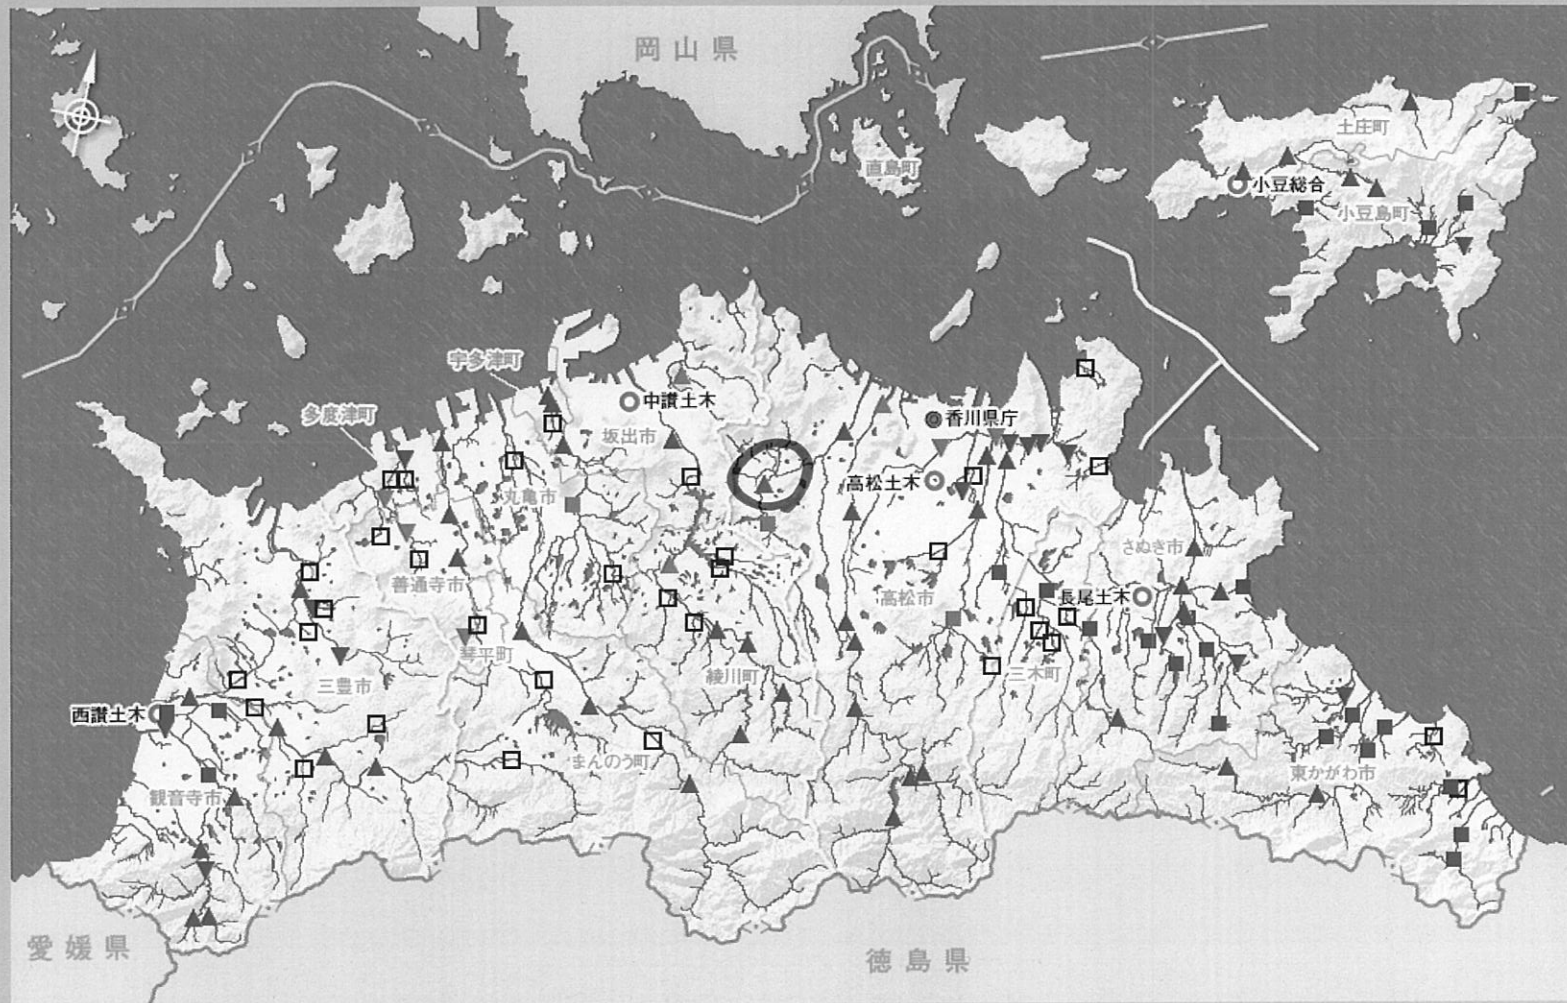 岡山県
土庄町
直島町
小豆総合
小豆島町
宇多津町
中讃土木
多度津町
香川県庁
坂出市
高松土木
丸亀市
さぬき市
善通寺市
長尾土木
高松市
琴平町
三木町
綾川町
三豊市
西讃土木
まんのう町
東かがわ市
観音寺市
愛媛県
徳島県